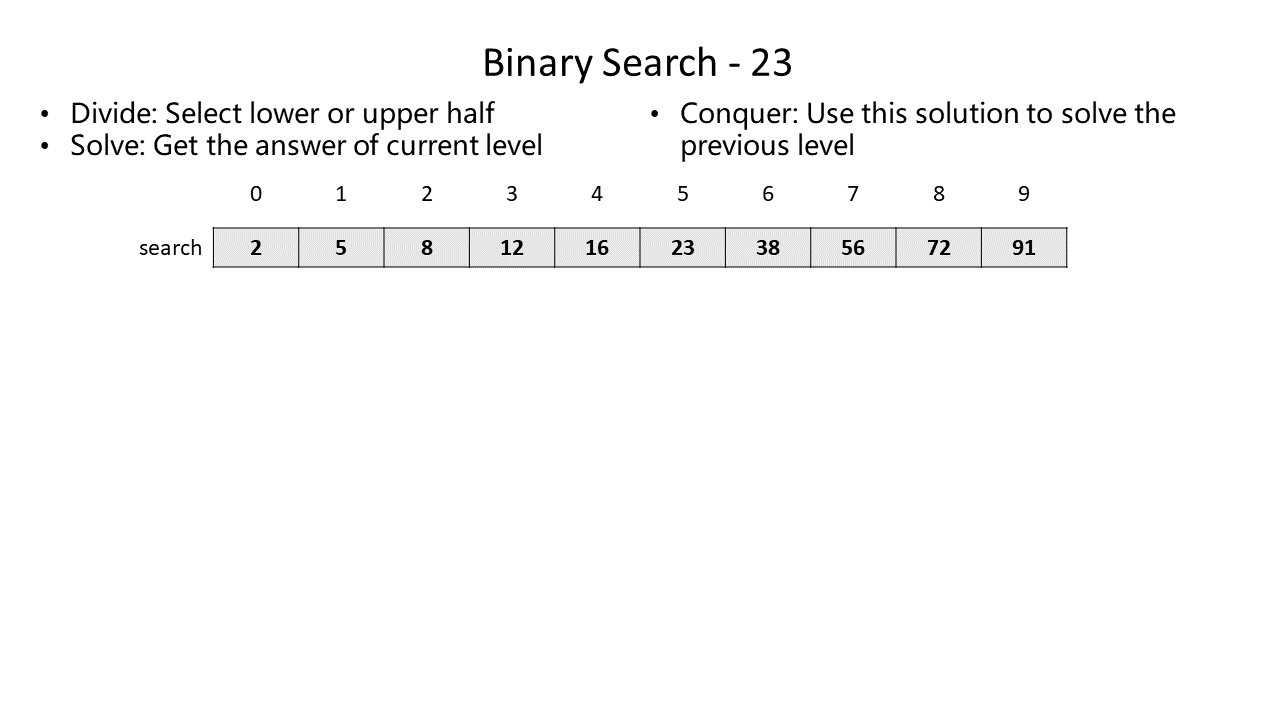 Binary Search - 23
• Divide: Select lower or upper half
• Solve: Get the answer of current level
• Conquer: Use this solution to solve the
previous level
0 1 2 3 4 5 6 7 8 9
search 2 5 8 12 16 23 38 56 72 91